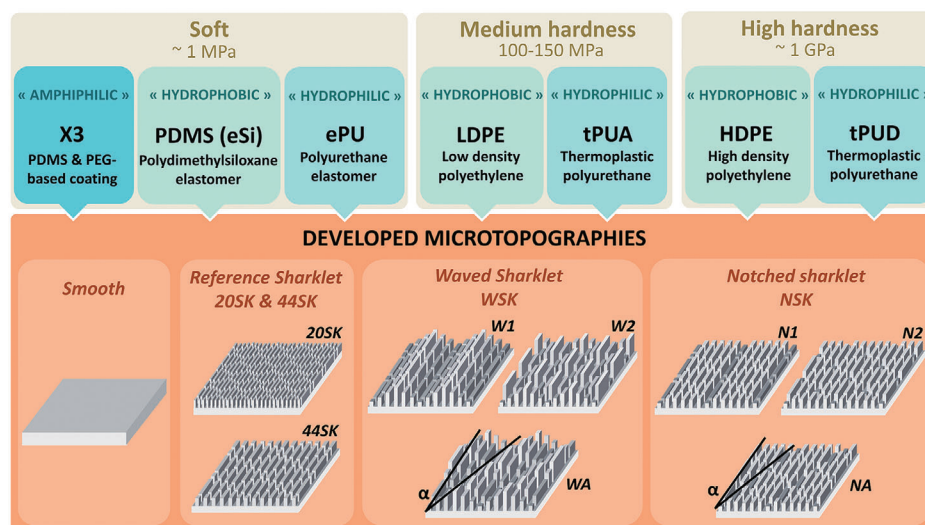 Soft
~ 1 MPa
Medium hardness
100-150 MPa
High hardness
~ 1 GPa
« AMPHIPHILIC »
X3
PDMS & PEG-
based coating
« HYDROPHOBIC »
PDMS (eSi)
Polydimethylsiloxane
elastomer
« HYDROPHILIC »
ePU
Polyurethane
elastomer
« HYDROPHOBIC »
LDPE
Low density
polyethylene
« HYDROPHILIC »
tPUA
Thermoplastic
polyurethane
« HYDROPHOBIC »
HDPE
High density
polyethylene
« HYDROPHILIC »
tPUD
Thermoplastic
polyurethane
DEVELOPED MICROTOPOGRAPHIES
Smooth
Reference Sharklet
20SK & 44SK
20SK
44SK
Waved Sharklet
WSK
W1
W2
α
WA
Notched sharklet
NSK
N1
N2
α
NA